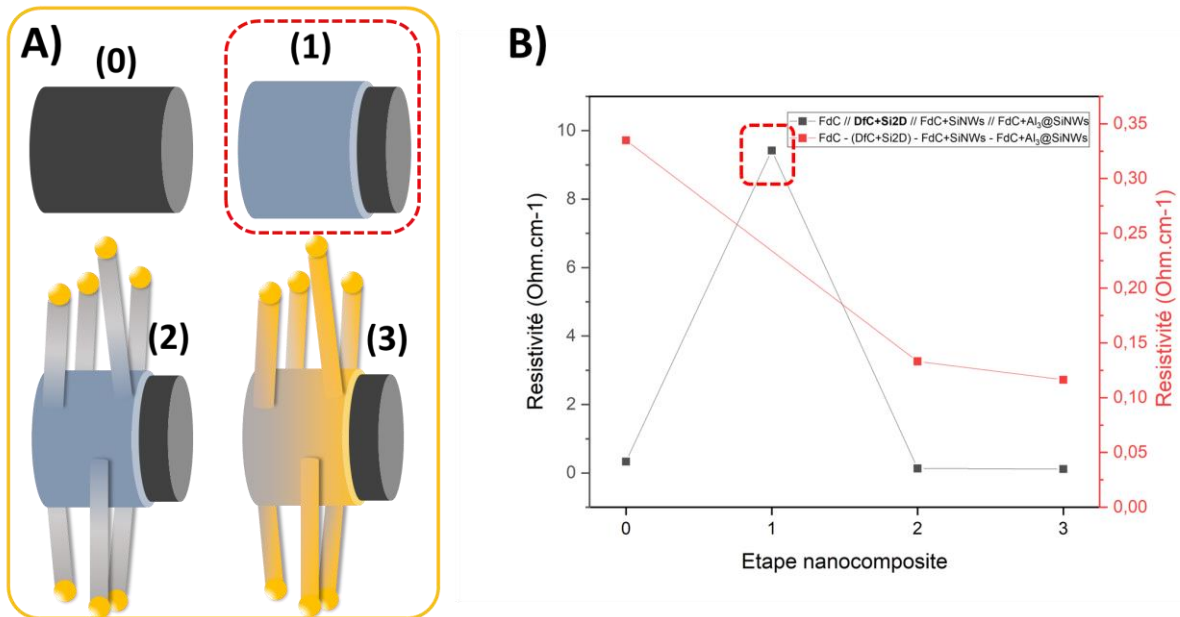 A)
(0)
(1)
(2)
(3)
B)
FdC // DfC+Si2D // FdC+SiNWs // FdC+Al₃@SiNWs
FdC - (DfC+Si2D) - FdC+SiNWs - FdC+Al₃@SiNWs
Resistivité (Ohm.cm-1)
10
8
6
4
2
0
0,35
0,30
0,25
0,20
0,15
0,10
0,05
0,00
Resistivité (Ohm.cm-1)
0 1 2 3
Etape nanocomposite